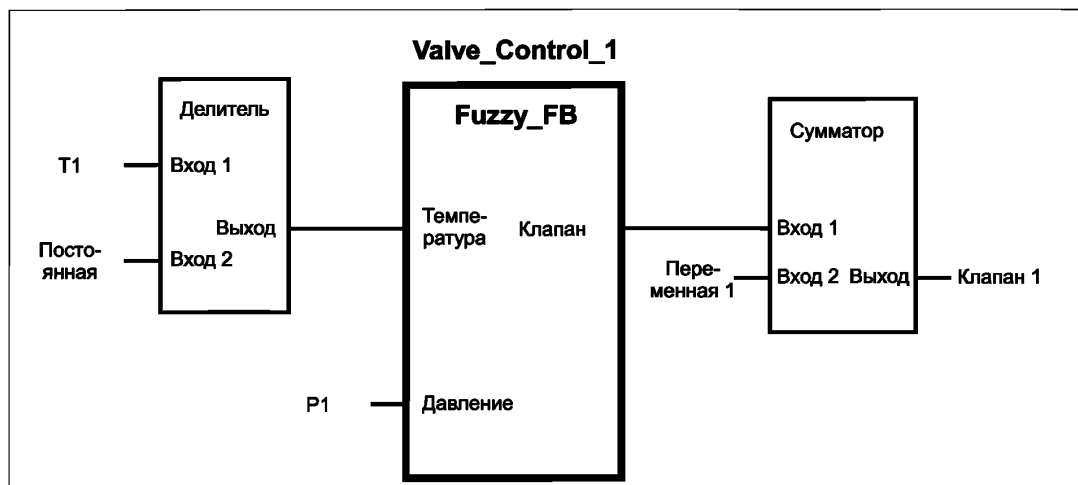 Valve_Control_1
Делитель
T1
Вход 1
Выход
Посто-
янная
Вход 2
Fuzzy_FB
Темпе-
ратура
Клапан
P1
Давление
Сумматор
Вход 1
Пере-
менная 1
Вход 2
Выход
Клапан 1